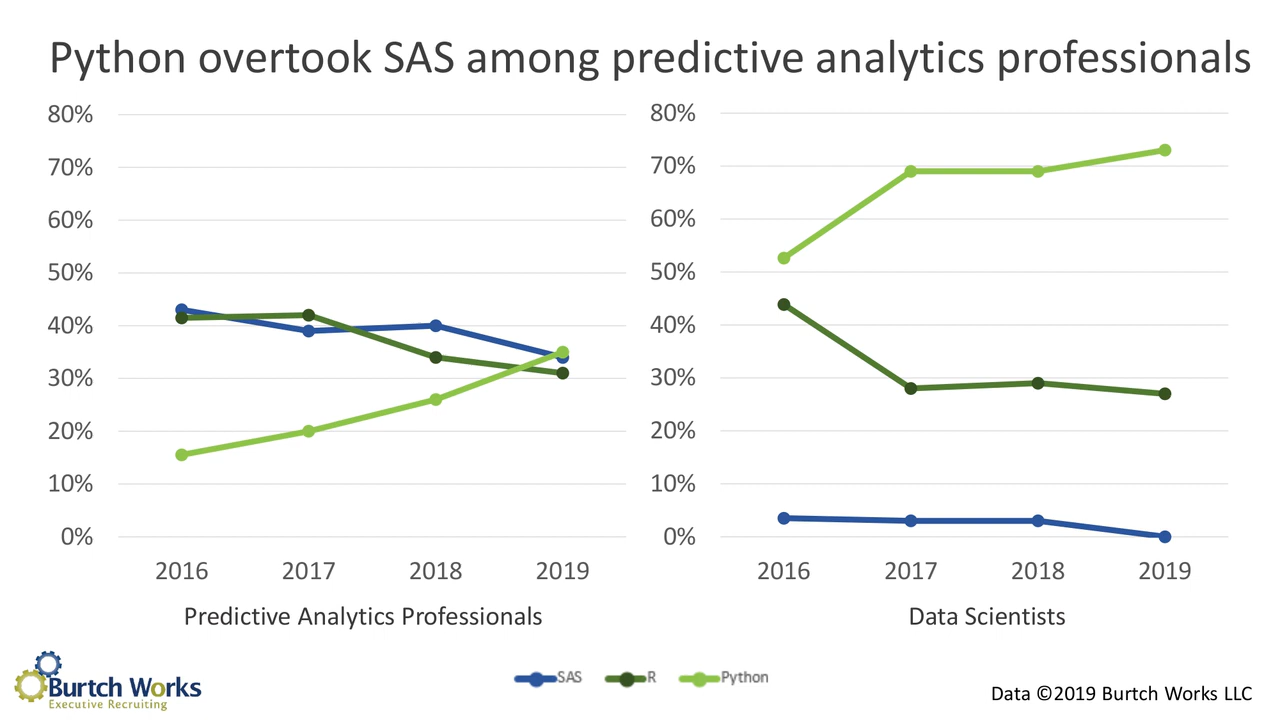 Python overtook SAS among predictive analytics professionals
80%
70%
60%
50%
40%
30%
20%
10%
0%
2016 2017 2018 2019
Predictive Analytics Professionals
80%
70%
60%
50%
40%
30%
20%
10%
0%
2016 2017 2018 2019
Data Scientists
SAS R Python
Burtch Works
Executive Recruiting
Data ©2019 Burtch Works LLC